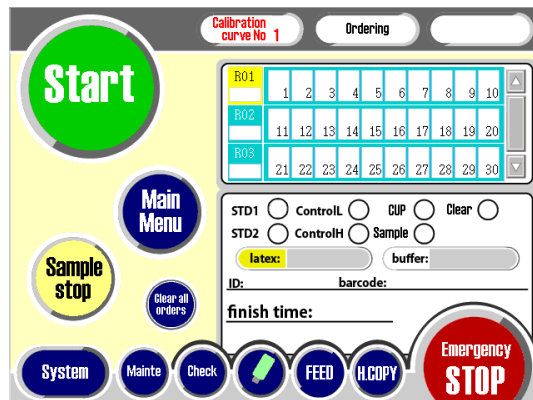 Calibration
curve No 1
Ordering
Start
R01
1 2 3 4 5 6 7 8 9 10
R02
11 12 13 14 15 16 17 18 19 20
R03
21 22 23 24 25 26 27 28 29 30
Main
Menu
STD1 ControlL CUP Clear
STD2 ControlH Sample
latex: buffer:
Sample
stop
ID: barcode:
Clear all
orders
finish time:
System
Mainte
Check
FEED
H.COPY
Emergency
STOP